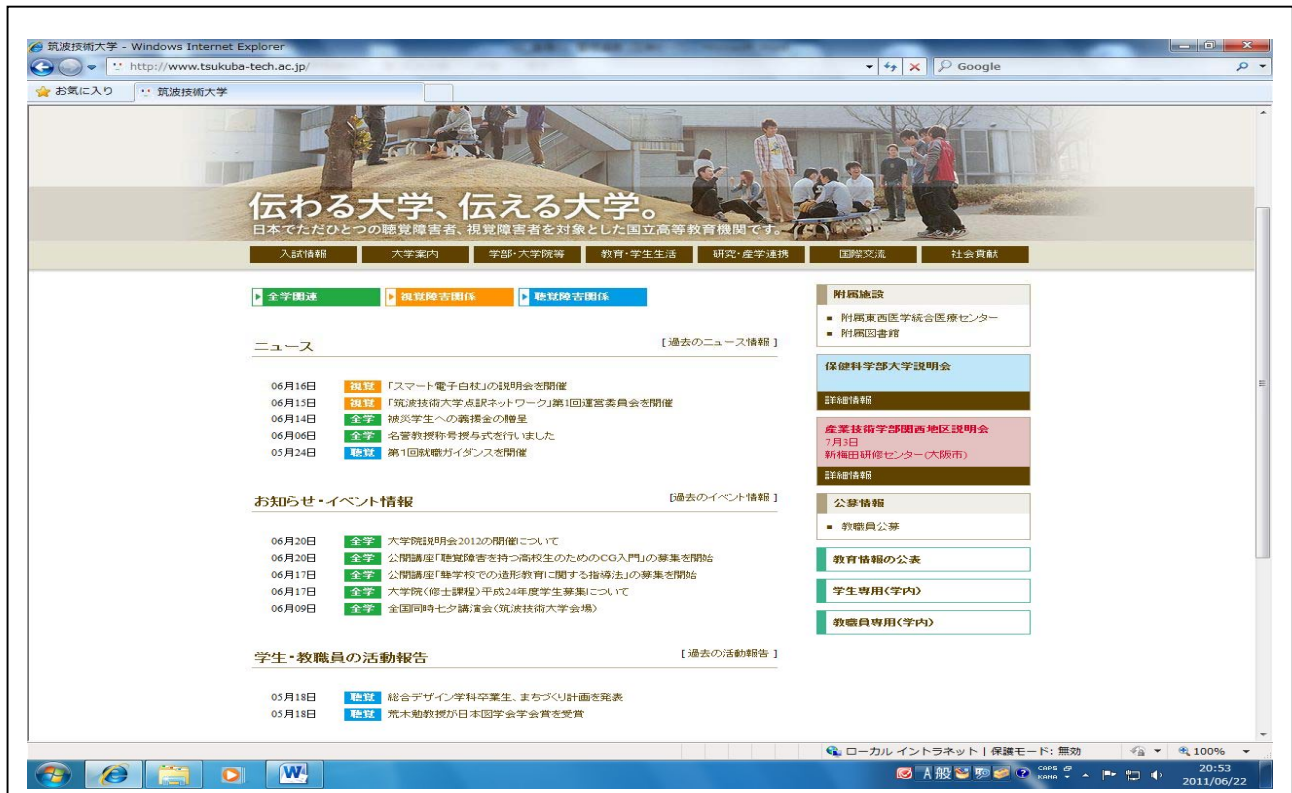 筑波技術大学 - Windows Internet Explorer
http://www.tsukuba-tech.ac.jp/
Google
お気に入り
筑波技術大学
伝わる大学、伝える大学。
日本でただひとつの聴覚障害者、視覚障害者を対象とした国立高等教育機関です。
入試情報 大学案内 学部・大学院等 教育・学生生活 研究・産学連携 国際交流 社会貢献
全学関連 視覚障害関係 聴覚障害関係
ニュース [過去のニュース情報]
06月16日 視覚 「スマート電子白杖」の説明会を開催
06月15日 視覚 「筑波技術大学点訳ネットワーク」第1回運営委員会を開催
06月14日 全学 被災学生への義援金の贈呈
06月06日 全学 名誉教授称号授与式を行いました
05月24日 聴覚 第1回就職ガイダンスを開催
お知らせ・イベント情報 [過去のイベント情報]
06月20日 全学 大学院説明会2012の開催について
06月20日 全学 公開講座「聴覚障害を持つ高校生のためのCG入門」の募集を開始
06月17日 全学 公開講座「聾学校での造形教育に関する指導法」の募集を開始
06月17日 全学 大学院(修士課程)平成24年度学生募集について
06月09日 全学 全国同時七夕講演会(筑波技術大学会場)
学生・教職員の活動報告 [過去の活動報告]
05月18日 聴覚 総合デザイン学科卒業生、まちづくり計画を発表
05月18日 聴覚 荒木勉教授が日本図学会学会賞を受賞
附属施設
附属東西医学統合医療センター
附属図書館
保健科学部大学説明会
詳細情報
産業技術学部関西地区説明会
7月3日
新梅田研修センター(大阪市)
詳細情報
公募情報
教職員公募
教育情報の公表
学生専用(学内)
教職員専用(学内)
ローカル イントラネット | 保護モード: 無効 100%
A 般 CAPS KANA 20:53
2011/06/22